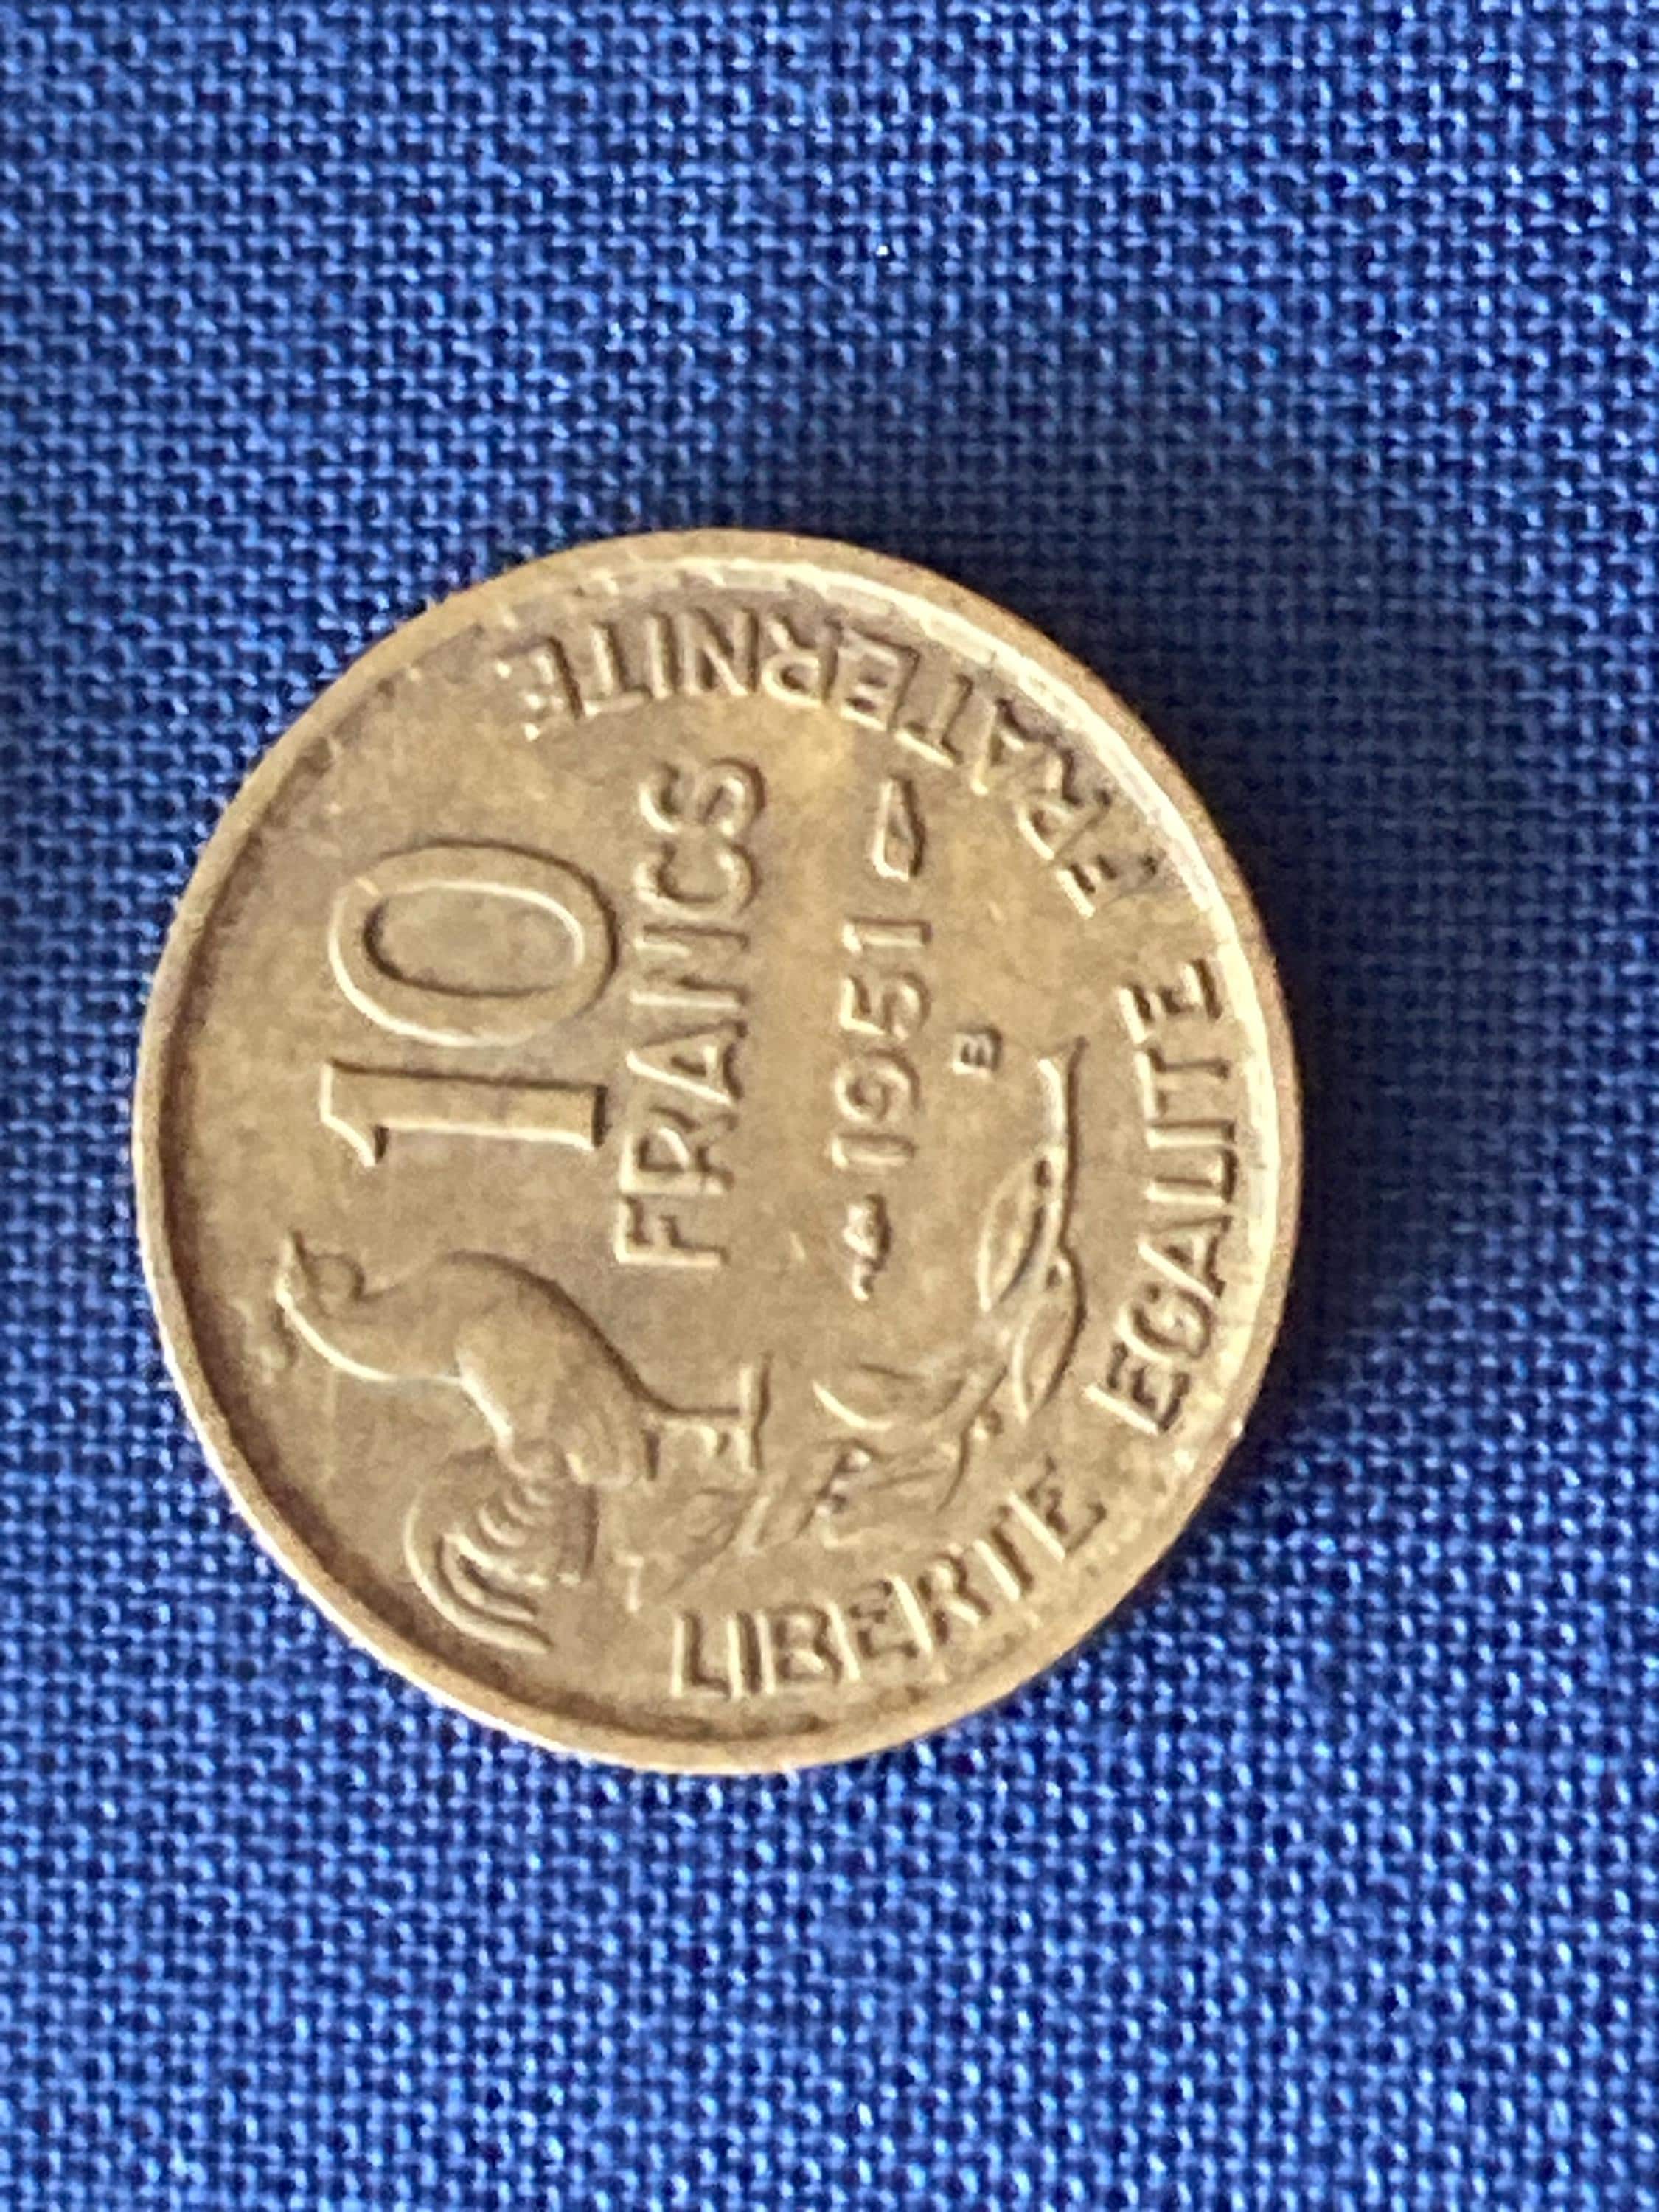 10
FRANCS
1951
B
LIBERTE EGALITE FRATERNITE